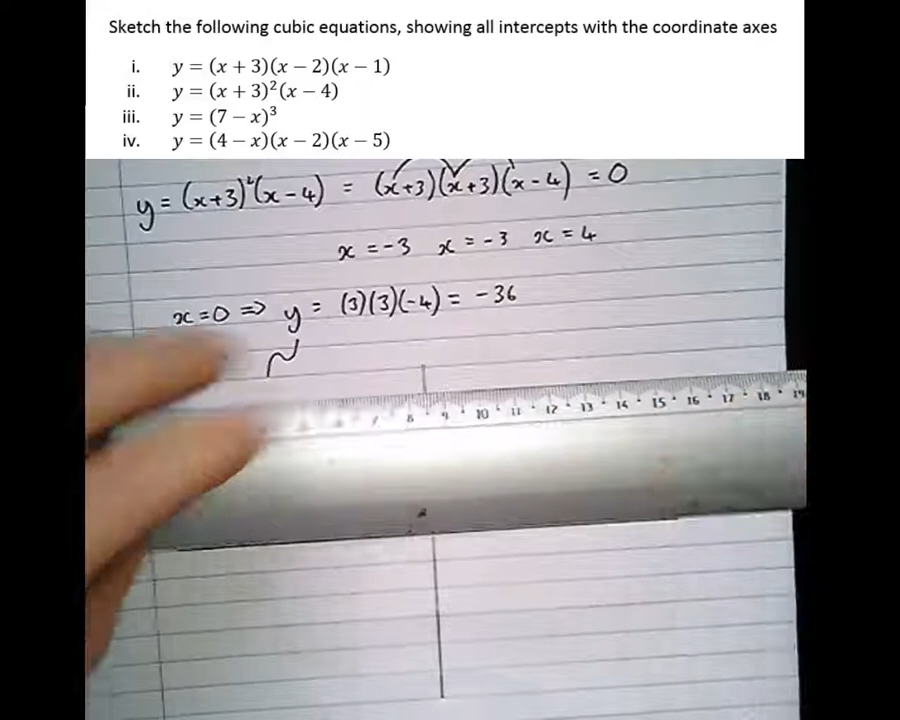 Sketch the following cubic equations, showing all intercepts with the coordinate axes
i. y = (x + 3)(x − 2)(x − 1)
ii. y = (x + 3)²(x − 4)
iii. y = (7 − x)³
iv. y = (4 − x)(x − 2)(x − 5)
y = (x+3)²(x-4) = (x+3)(x+3)(x-4) = 0
x = -3 x = -3 x = 4
x=0 => y = (3)(3)(-4) = -36
7 8 9 10 11 12 13 14 15 16 17 18 19